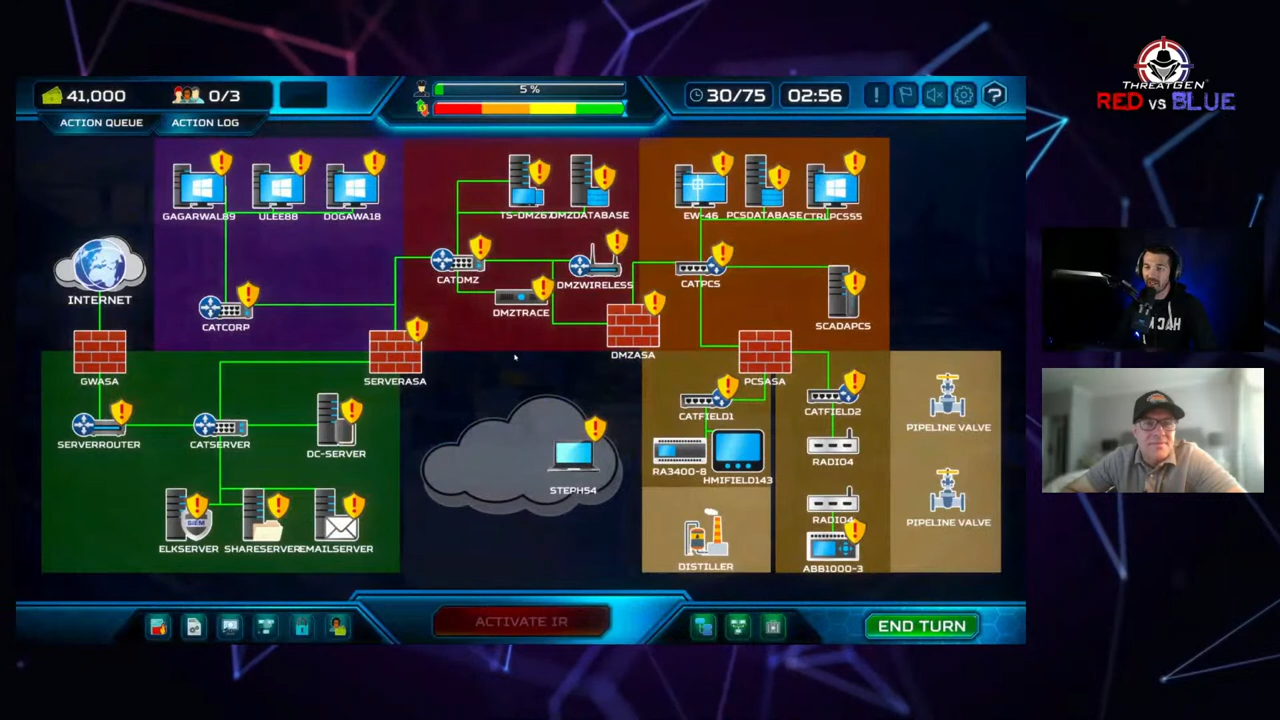 THREATGEN
RED vs BLUE
41,000
0/3
5 %
30/75
02:56
!
?
ACTION QUEUE
ACTION LOG
GAGARWAL89
ULEE88
DOGAWA18
DMZDATABASE
EW-46
PCSDATABASE
CTRLPCS55
INTERNET
CATCORP
CATDMZ
DMZWIRELESS
DMZTRACE
CATPCS
SCADAPCS
GWASA
SERVERASA
DMZASA
PCSASA
SERVERROUTER
CATSERVER
DC-SERVER
CATFIELD1
CATFIELD2
PIPELINE VALVE
RA3400-8
HMIFIELD143
RADIO4
STEPH54
SIEM
ELKSERVER
SHARESERVER
EMAILSERVER
DISTILLER
RADIO4
ABB1000-3
PIPELINE VALVE
ACTIVATE IR
END TURN